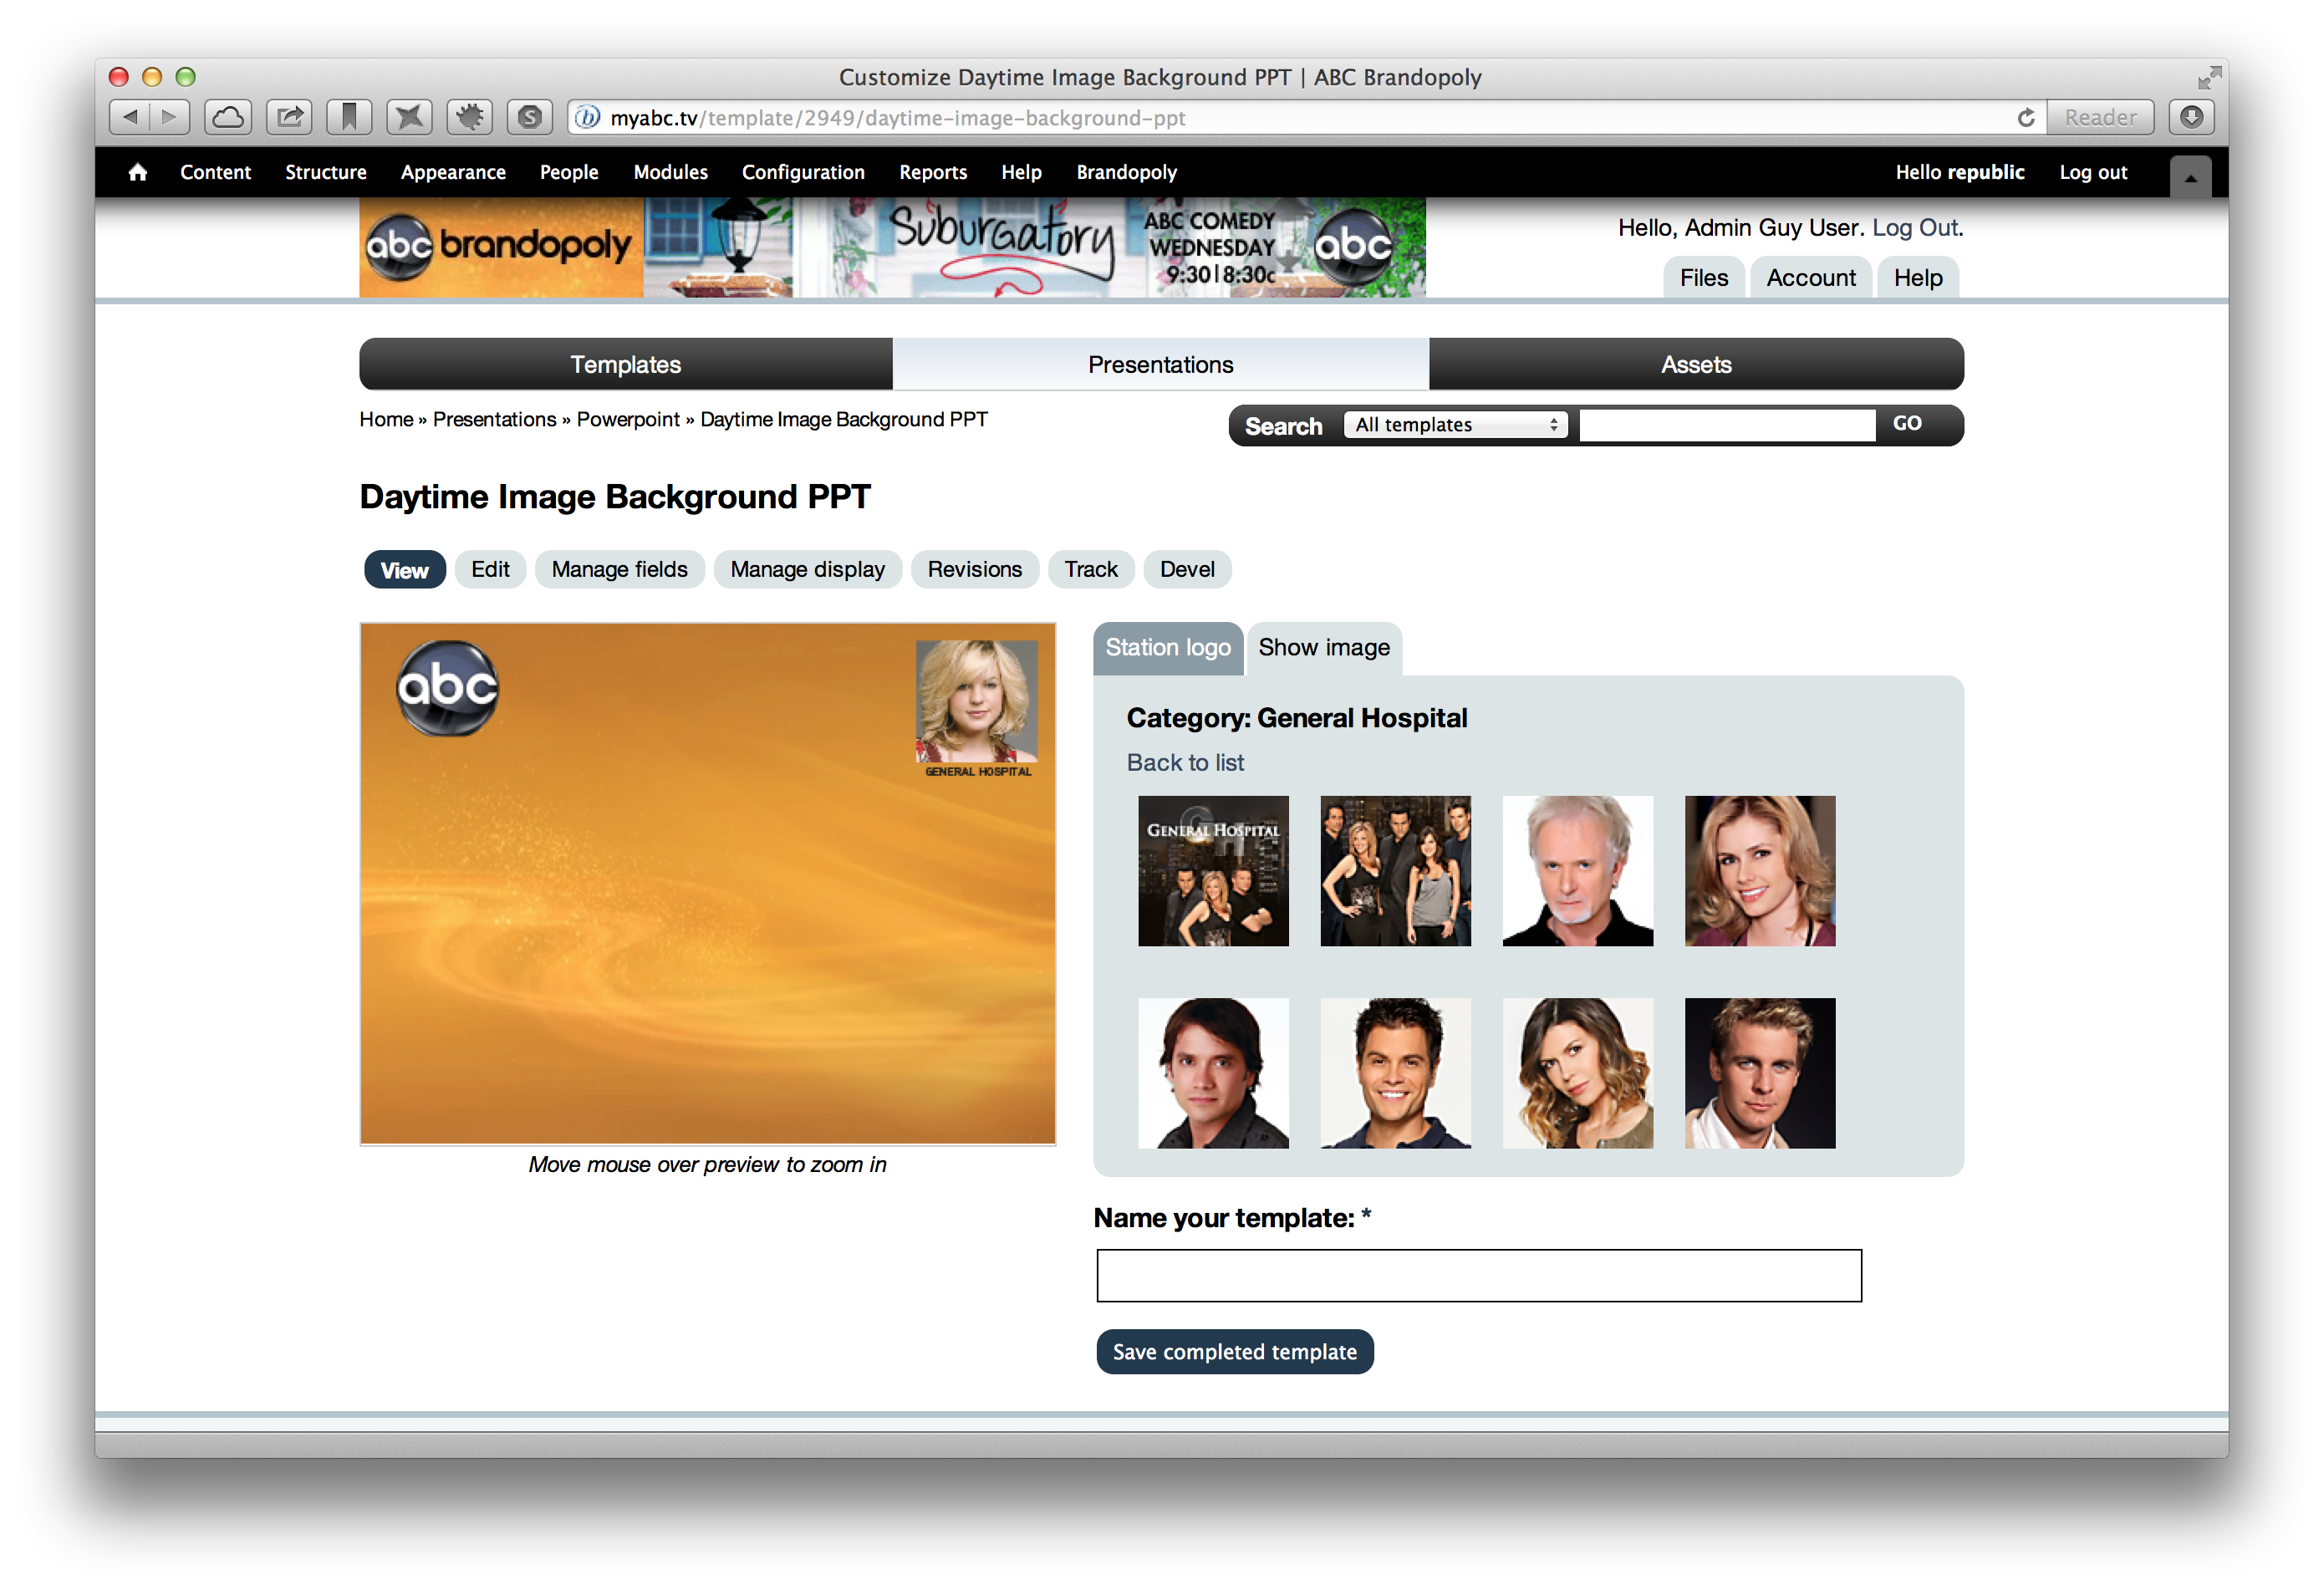 Customize Daytime Image Background PPT | ABC Brandopoly
myabc.tv/template/2949/daytime-image-background-ppt
Reader
Content Structure Appearance People Modules Configuration Reports Help Brandopoly
Hello republic Log out
abc brandopoly
Suburgatory
ABC COMEDY
WEDNESDAY
9:30|8:30c
abc
Hello, Admin Guy User. Log Out.
Files Account Help
Templates Presentations Assets
Home » Presentations » Powerpoint » Daytime Image Background PPT
Search All templates GO
Daytime Image Background PPT
View Edit Manage fields Manage display Revisions Track Devel
abc
GENERAL HOSPITAL
Move mouse over preview to zoom in
Station logo Show image
Category: General Hospital
Back to list
GH
GENERAL HOSPITAL
Name your template: *
Save completed template